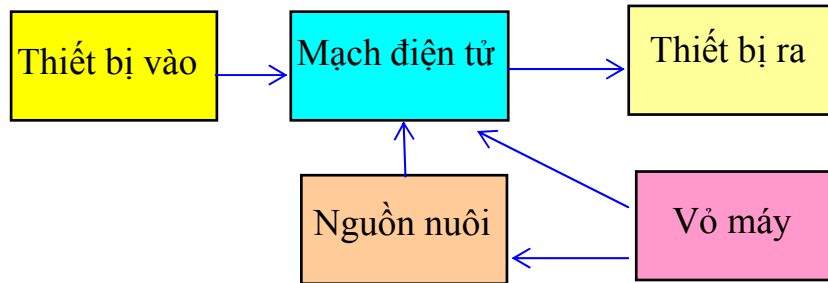 Thiết bị vào
Mạch điện tử
Thiết bị ra
Nguồn nuôi
Vỏ máy